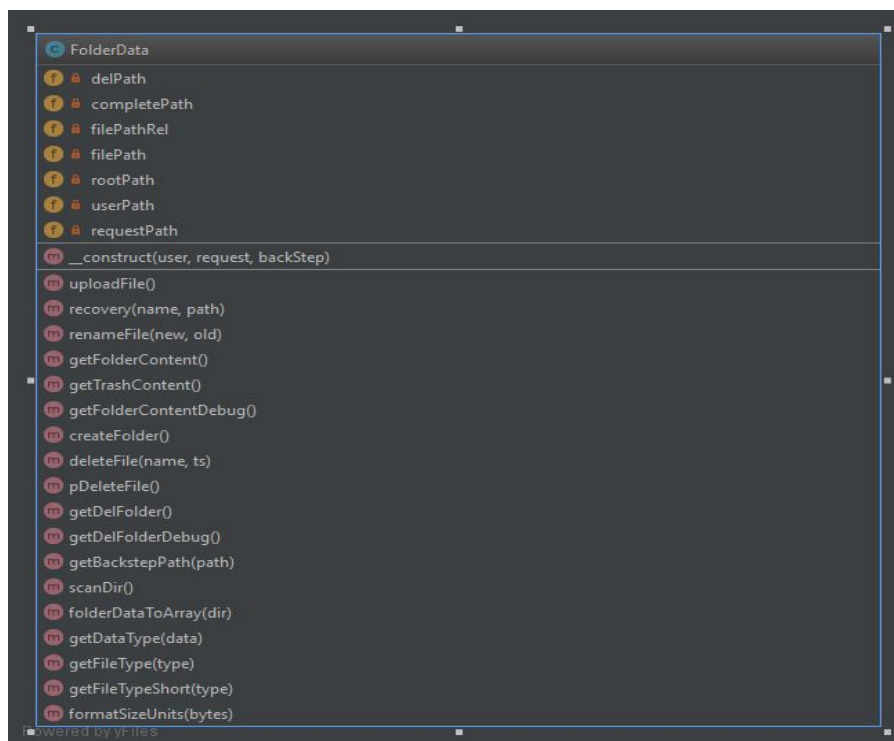 C FolderData
f delPath
f completePath
f filePathRel
f filePath
f rootPath
f userPath
f requestPath
m __construct(user, request, backStep)
m uploadFile()
m recovery(name, path)
m renameFile(new, old)
m getFolderContent()
m getTrashContent()
m getFolderContentDebug()
m createFolder()
m deleteFile(name, ts)
m pDeleteFile()
m getDelFolder()
m getDelFolderDebug()
m getBackstepPath(path)
m scanDir()
m folderDataToArray(dir)
m getDataType(data)
m getFileType(type)
m getFileTypeShort(type)
m formatSizeUnits(bytes)
Powered by yFiles